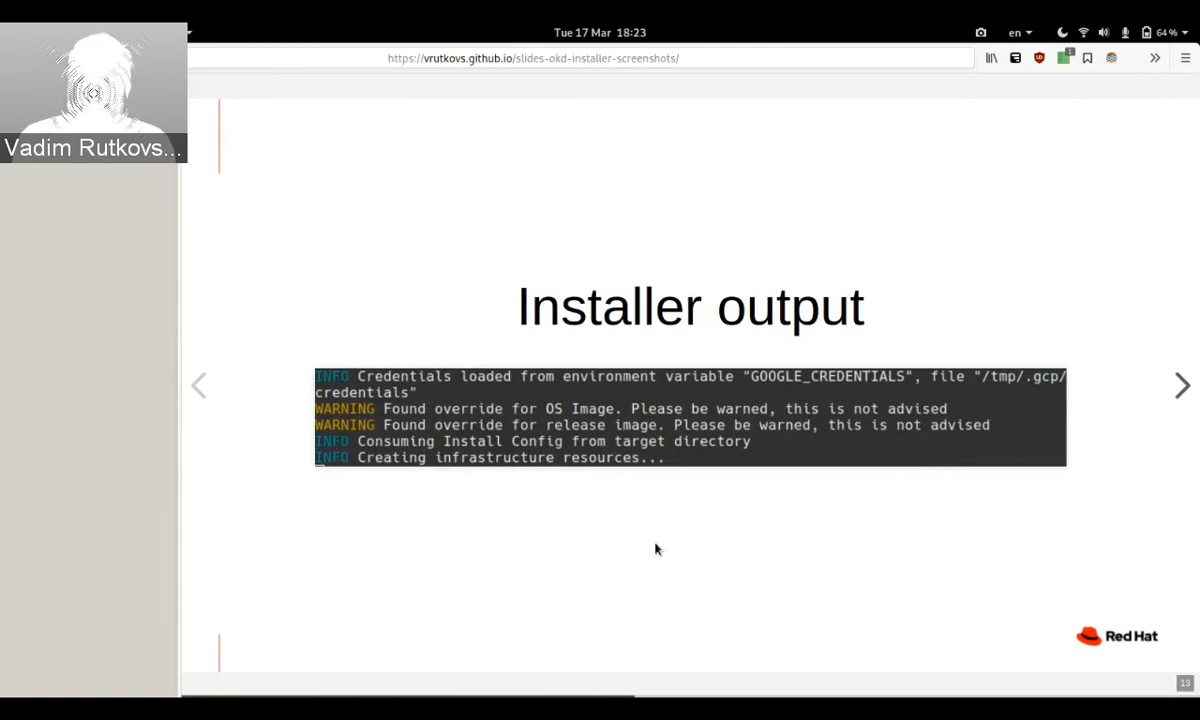 Tue 17 Mar 18:23
en
64 %
https://vrutkovs.github.io/slides-okd-installer-screenshots/
Vadim Rutkovs...
Installer output
INFO Credentials loaded from environment variable "GOOGLE_CREDENTIALS", file "/tmp/.gcp/
credentials"
WARNING Found override for OS Image. Please be warned, this is not advised
WARNING Found override for release image. Please be warned, this is not advised
INFO Consuming Install Config from target directory
INFO Creating infrastructure resources...
Red Hat
13